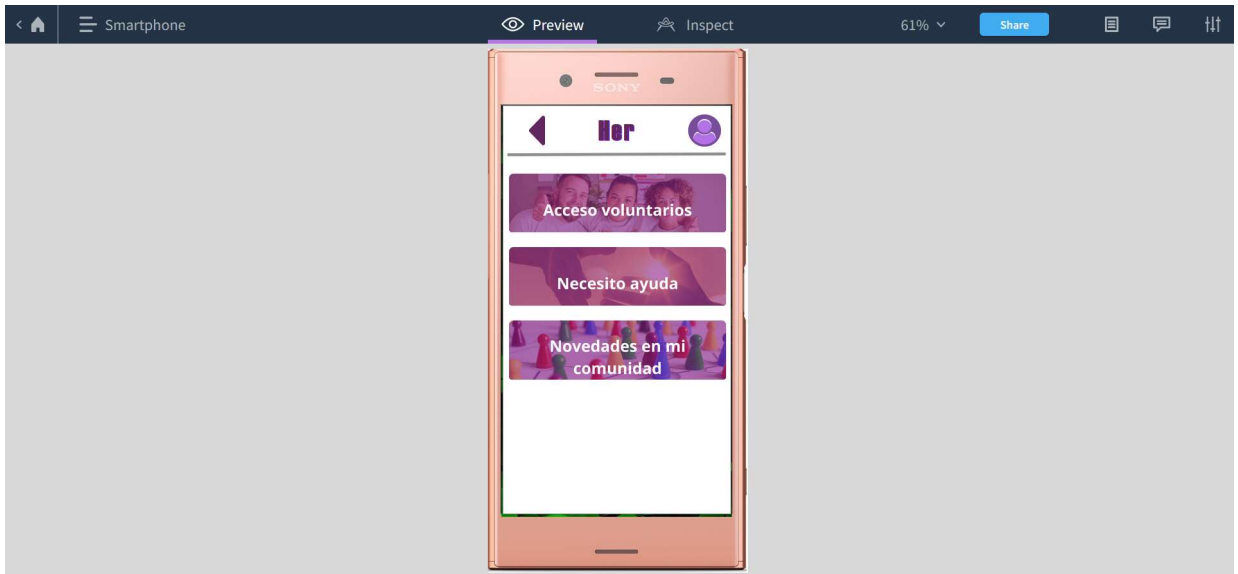 Smartphone
Preview
Inspect
61%
Share
SONY
Her
Acceso voluntarios
Necesito ayuda
Novedades en mi
comunidad